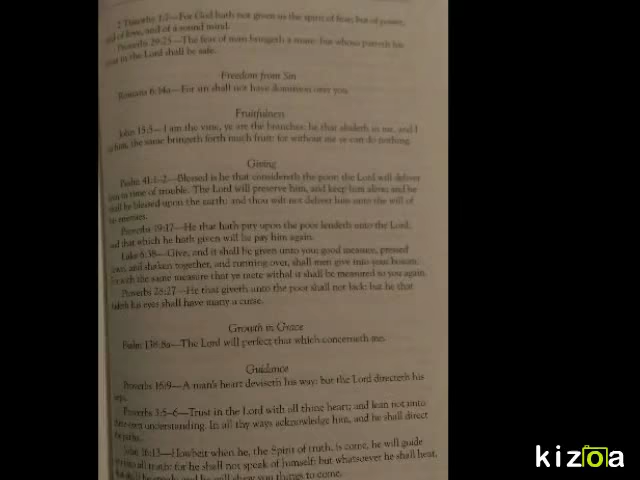 2 Timothy 1:7—For God hath not given us the spirit of fear; but of power,
of love, and of a sound mind.
Proverbs 29:25—The fear of man bringeth a snare: but whoso putteth his
trust in the Lord shall be safe.
Freedom from Sin
Romans 6:14a—For sin shall not have dominion over you.
Fruitfulness
John 15:5—I am the vine, ye are the branches: he that abideth in me, and I
in him, the same bringeth forth much fruit: for without me ye can do nothing.
Giving
Psalm 41:1-2—Blessed is he that considereth the poor: the Lord will deliver
him in time of trouble. The Lord will preserve him, and keep him alive; and he
shall be blessed upon the earth: and thou wilt not deliver him unto the will of
his enemies.
Proverbs 19:17—He that hath pity upon the poor lendeth unto the Lord;
and that which he hath given will he pay him again.
Luke 6:38—Give, and it shall be given unto you; good measure, pressed
down, and shaken together, and running over, shall men give into your bosom.
For with the same measure that ye mete withal it shall be measured to you again.
Proverbs 28:27—He that giveth unto the poor shall not lack: but he that
hideth his eyes shall have many a curse.
Growth in Grace
Psalm 138:8a—The Lord will perfect that which concerneth me.
Guidance
Proverbs 16:9—A man's heart deviseth his way: but the Lord directeth his
steps.
Proverbs 3:5-6—Trust in the Lord with all thine heart; and lean not unto
thine own understanding. In all thy ways acknowledge him, and he shall direct
thy paths.
John 16:13—Howbeit when he, the Spirit of truth, is come, he will guide
you into all truth: for he shall not speak of himself; but whatsoever he shall hear,
that shall he speak: and he will show you things to come.
kizoa